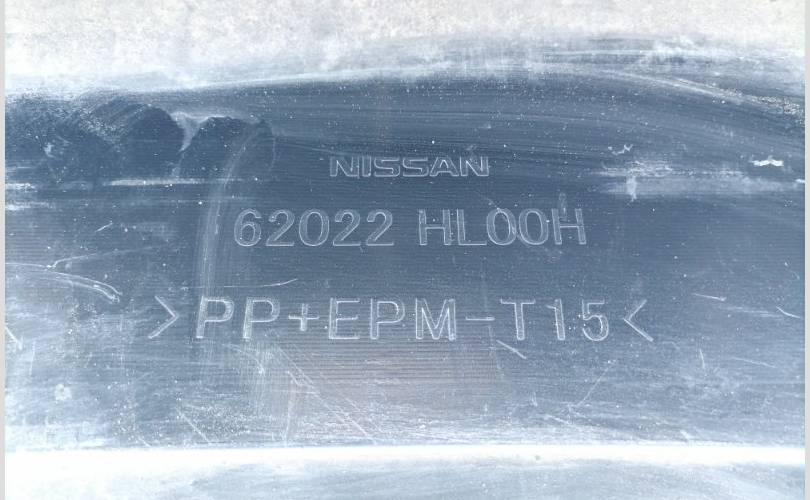 NISSAN
62022 HL00H
>PP+EPM-T15<